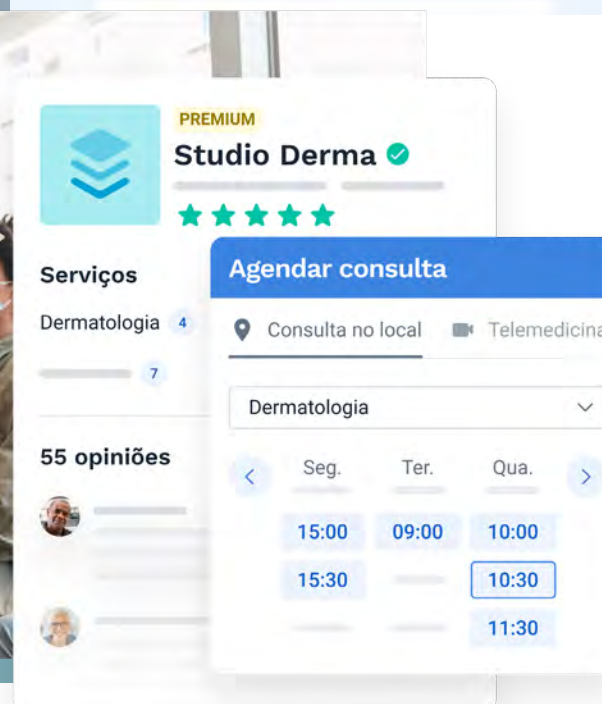 PREMIUM
Studio Derma
Serviços
Dermatologia 4
7
55 opiniões
Agendar consulta
Consulta no local Telemedicina
Dermatologia
Seg. Ter. Qua.
15:00 09:00 10:00
15:30 10:30
11:30